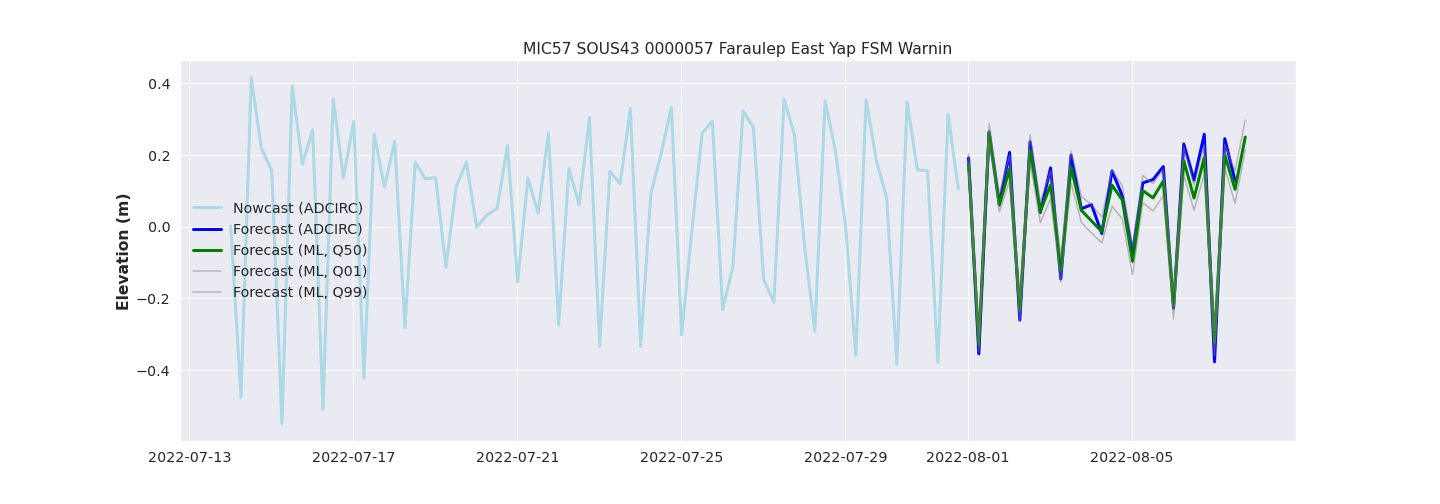 MIC57 SOUS43 0000057 Faraulep East Yap FSM Warnin
Elevation (m)
0.4
0.2
0.0
−0.2
−0.4
Nowcast (ADCIRC)
Forecast (ADCIRC)
Forecast (ML, Q50)
Forecast (ML, Q01)
Forecast (ML, Q99)
2022-07-13 2022-07-17 2022-07-21 2022-07-25 2022-07-29 2022-08-01 2022-08-05